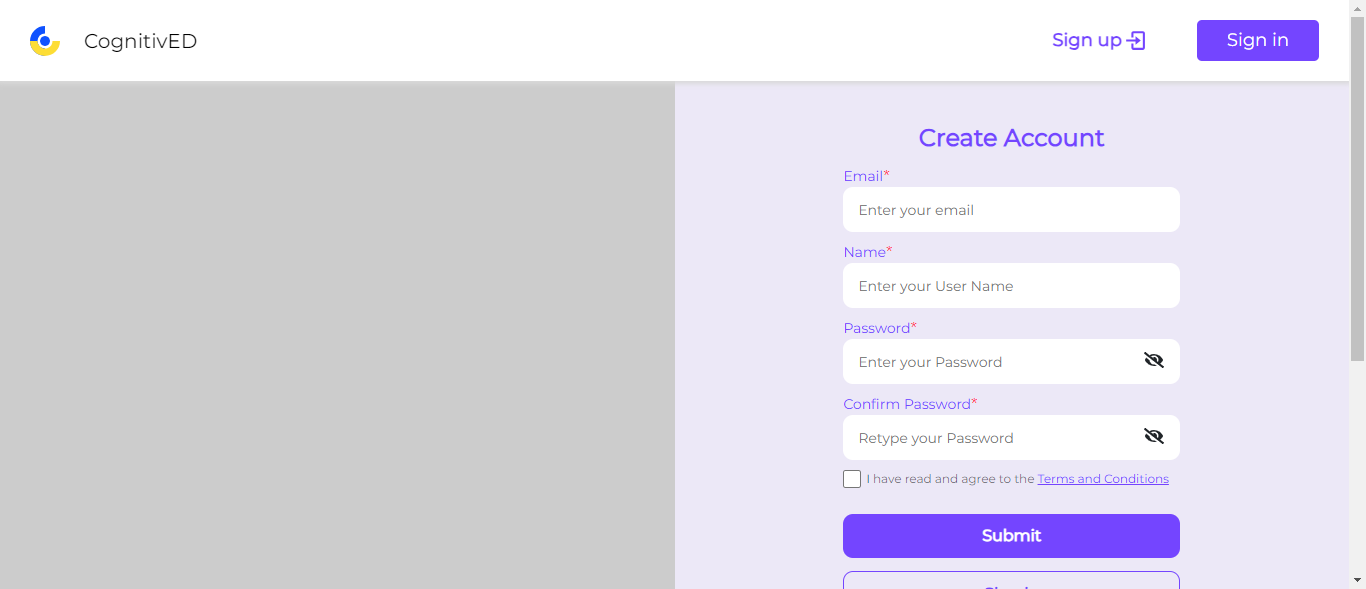 CognitivED
Sign up
Sign in
Create Account
Email*
Enter your email
Name*
Enter your User Name
Password*
Enter your Password
Confirm Password*
Retype your Password
I have read and agree to the Terms and Conditions
Submit